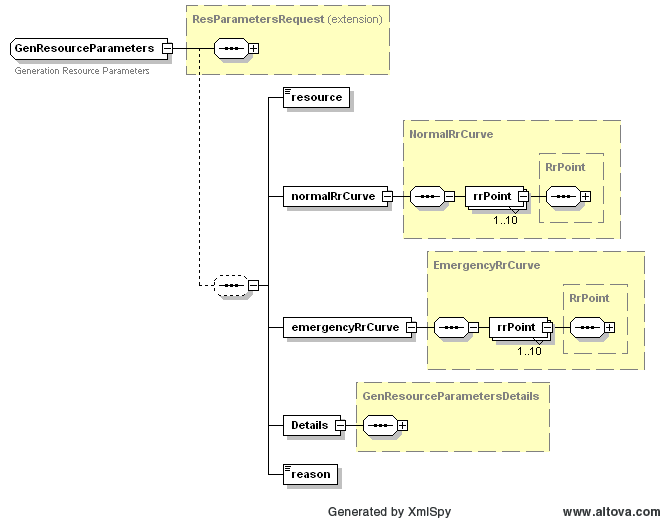 ResParametersRequest (extension)
GenResourceParameters
Generation Resource Parameters
resource
NormalRrCurve
RrPoint
normalRrCurve
rrPoint
1..10
EmergencyRrCurve
RrPoint
emergencyRrCurve
rrPoint
1..10
GenResourceParametersDetails
Details
reason
Generated by XmlSpy
www.altova.com